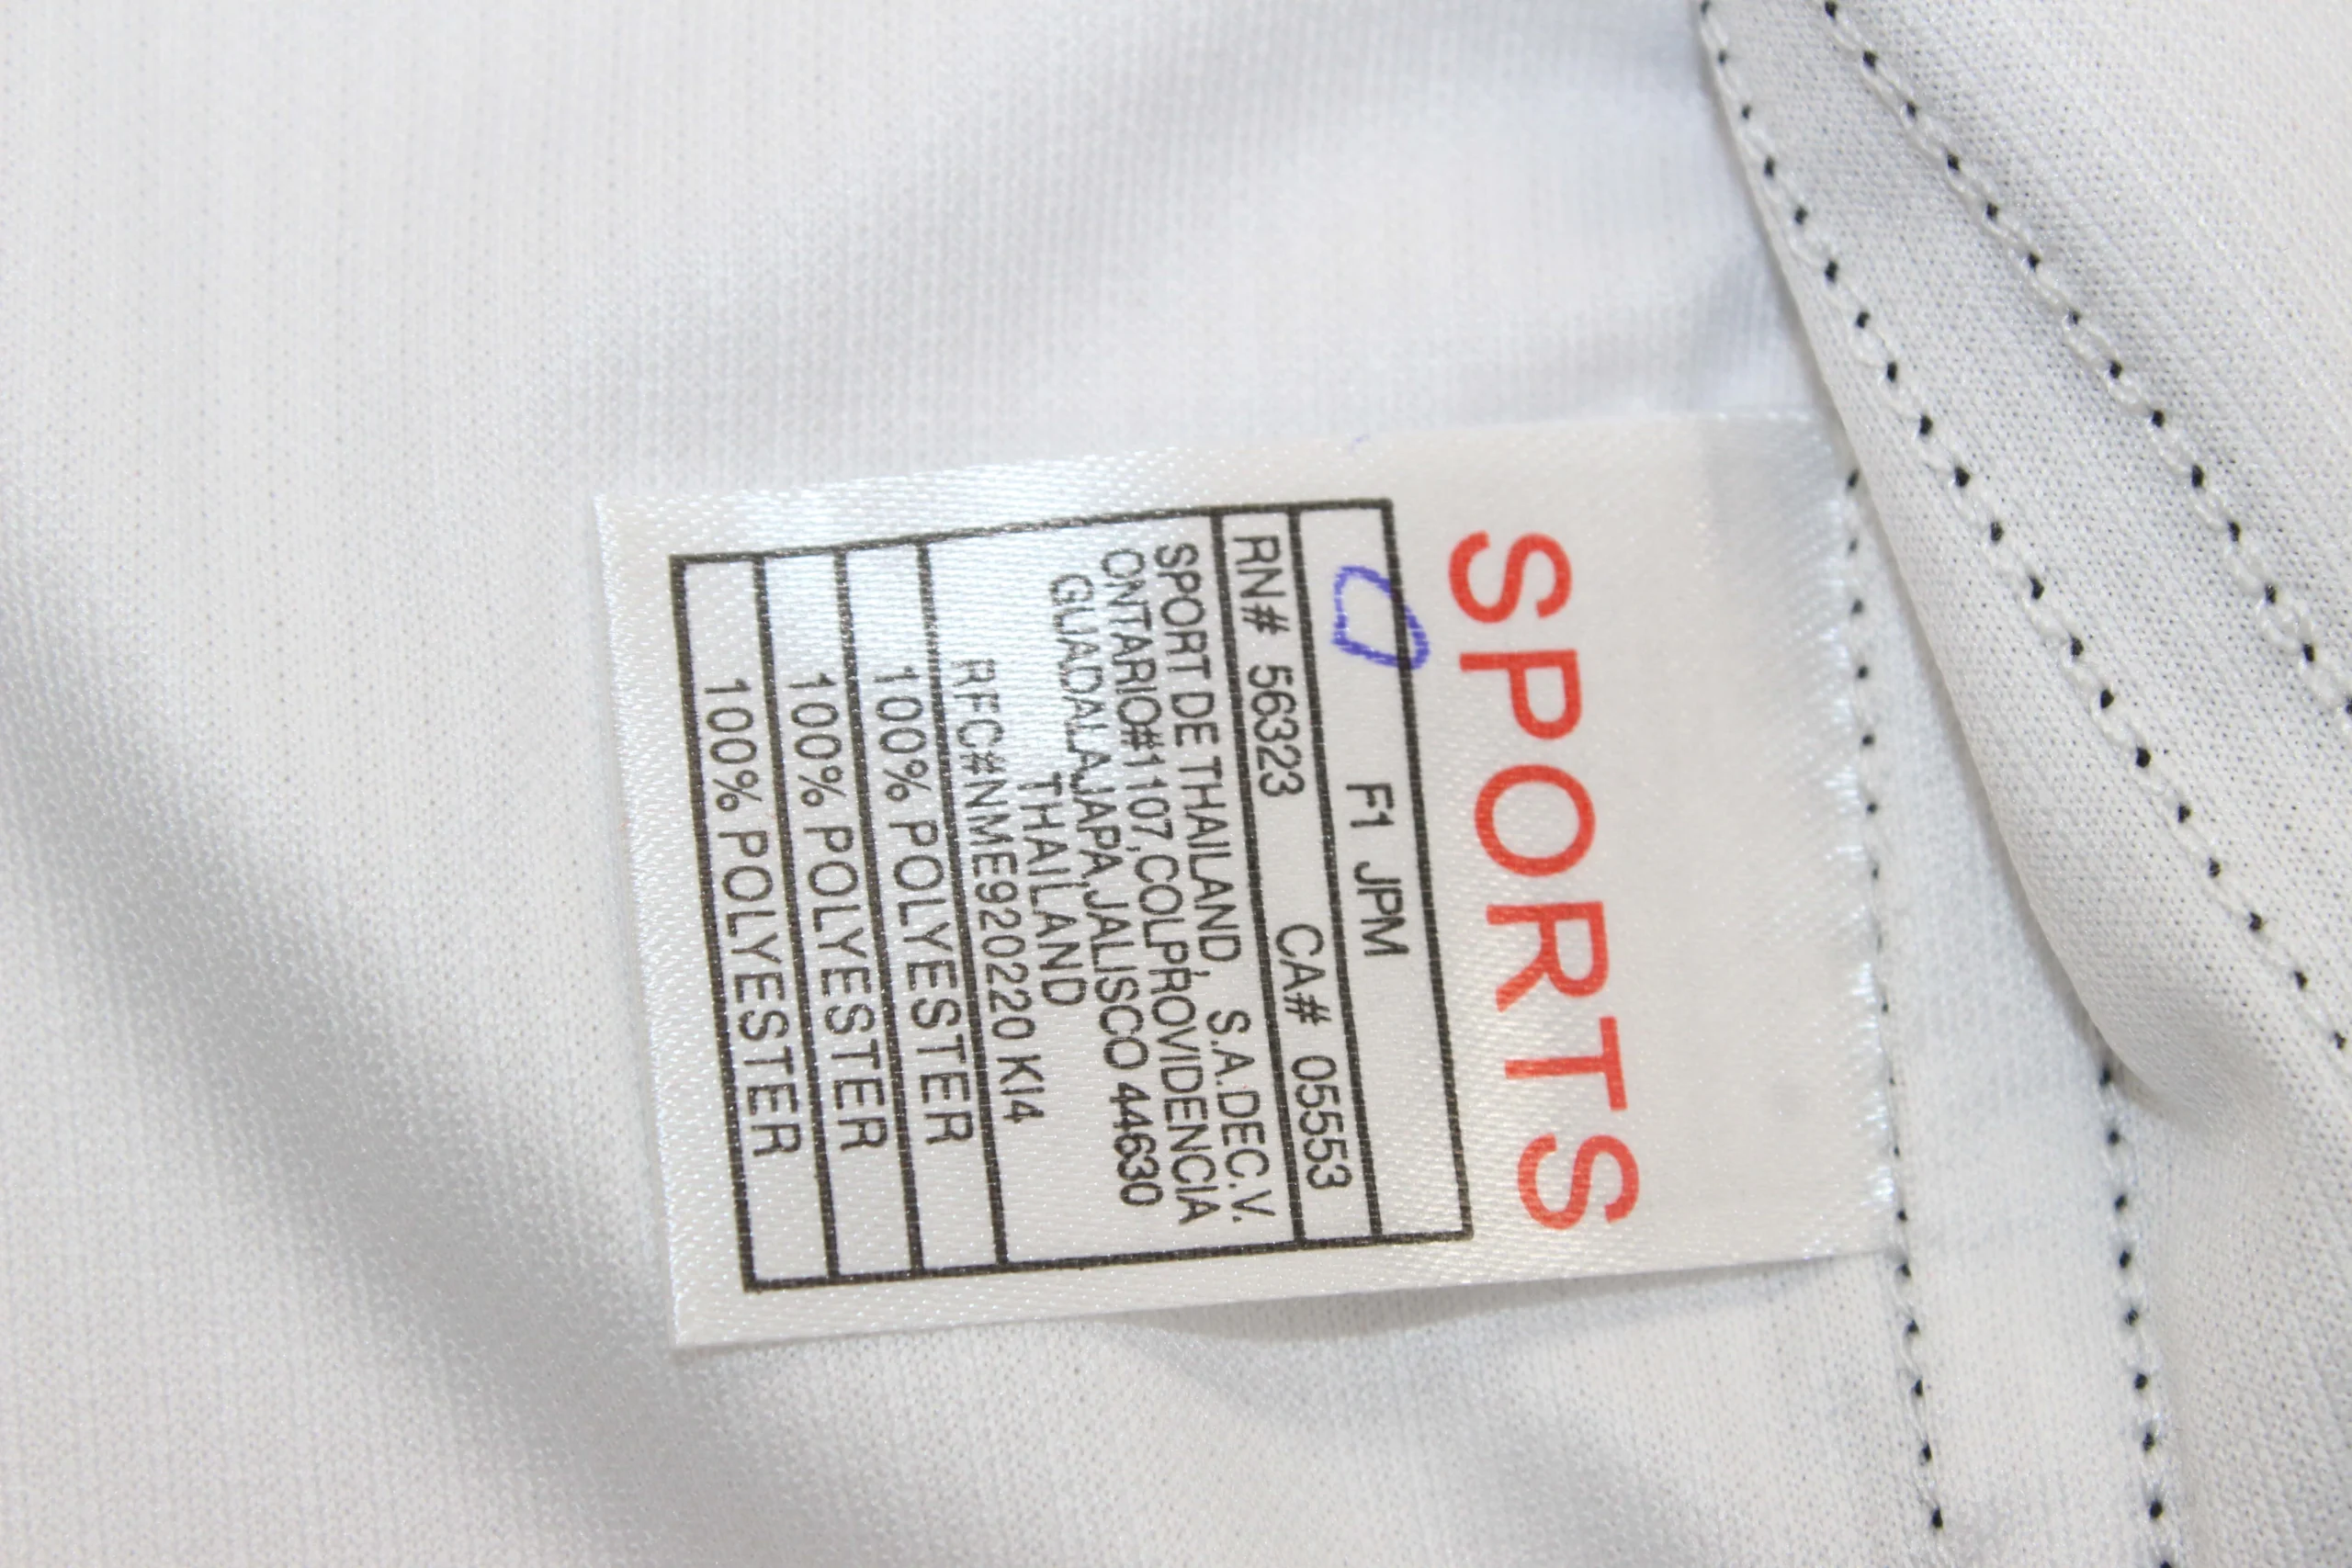 SPORTS
F1 JPM
RN# 56323 CA# 05553
SPORT DE THAILAND, S.A.DEC.V.
ONTARIO#1107,COLPROVIDENCIA
GUADALAJAPA,JALISCO 44630
THAILAND
RFC#NME920220 KI4
100% POLYESTER
100% POLYESTER
100% POLYESTER